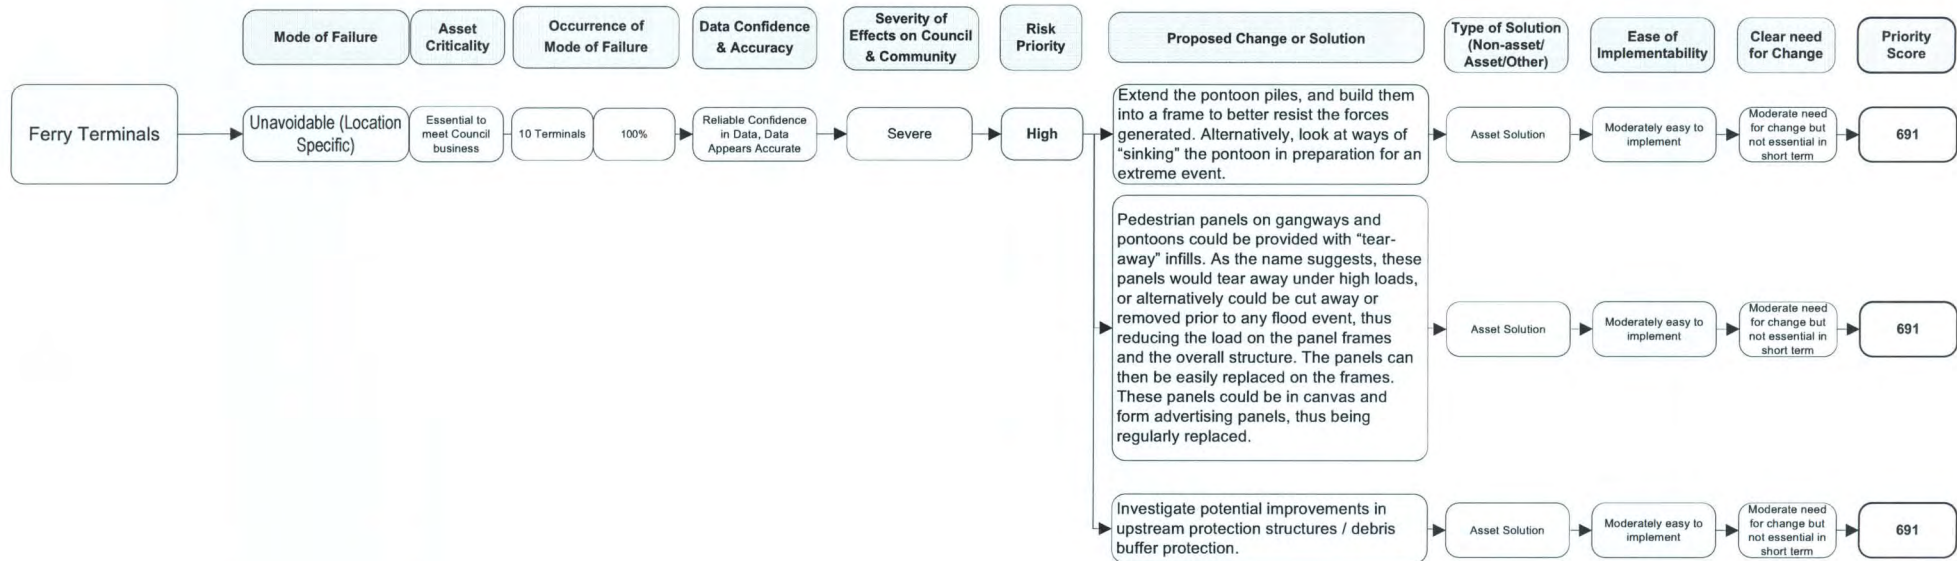 Mode of Failure
Asset
Criticality
Occurrence of
Mode of Failure
Data Confidence
& Accuracy
Severity of
Effects on Council
& Community
Risk
Priority
Proposed Change or Solution
Type of Solution
(Non-asset/
Asset/Other)
Ease of
Implementability
Clear need
for Change
Priority
Score
Ferry Terminals
Unavoidable (Location
Specific)
Essential to
meet Council
business
10 Terminals
100%
Reliable Confidence
in Data, Data
Appears Accurate
Severe
High
Extend the pontoon piles, and build them
into a frame to better resist the forces
generated. Alternatively, look at ways of
“sinking” the pontoon in preparation for an
extreme event.
Asset Solution
Moderately easy to
implement
Moderate need
for change but
not essential in
short term
691
Pedestrian panels on gangways and
pontoons could be provided with “tear-
away” infills. As the name suggests, these
panels would tear away under high loads,
or alternatively could be cut away or
removed prior to any flood event, thus
reducing the load on the panel frames
and the overall structure. The panels can
then be easily replaced on the frames.
These panels could be in canvas and
form advertising panels, thus being
regularly replaced.
Asset Solution
Moderately easy to
implement
Moderate need
for change but
not essential in
short term
691
Investigate potential improvements in
upstream protection structures / debris
buffer protection.
Asset Solution
Moderately easy to
implement
Moderate need
for change but
not essential in
short term
691